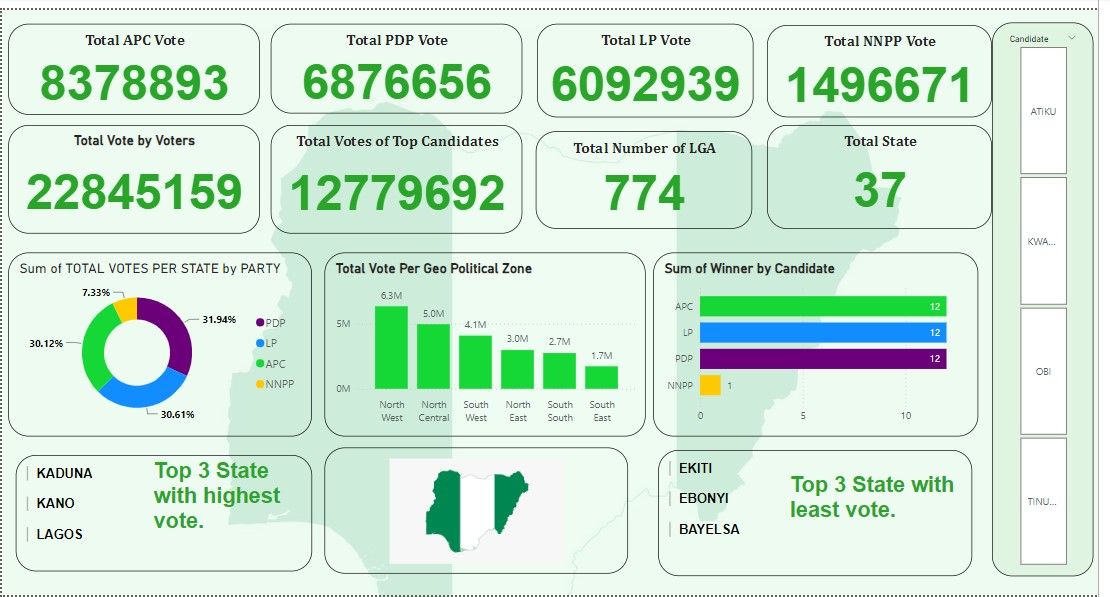 Total APC Vote
8378893
Total PDP Vote
6876656
Total LP Vote
6092939
Total NNPP Vote
1496671
Candidate
ATIKU
KWA...
OBI
TINU...
Total Vote by Voters
22845159
Total Votes of Top Candidates
12779692
Total Number of LGA
774
Total State
37
Sum of TOTAL VOTES PER STATE by PARTY
7.33%
31.94%
30.12%
30.61%
PDP
LP
APC
NNPP
Total Vote Per Geo Political Zone
6.3M
5.0M
4.1M
3.0M
2.7M
1.7M
5M
0M
North
West
North
Central
South
West
North
East
South
South
South
East
Sum of Winner by Candidate
APC
12
LP
12
PDP
12
NNPP
1
0
5
10
KADUNA
KANO
LAGOS
Top 3 State
with highest
vote.
EKITI
EBONYI
BAYELSA
Top 3 State with
least vote.